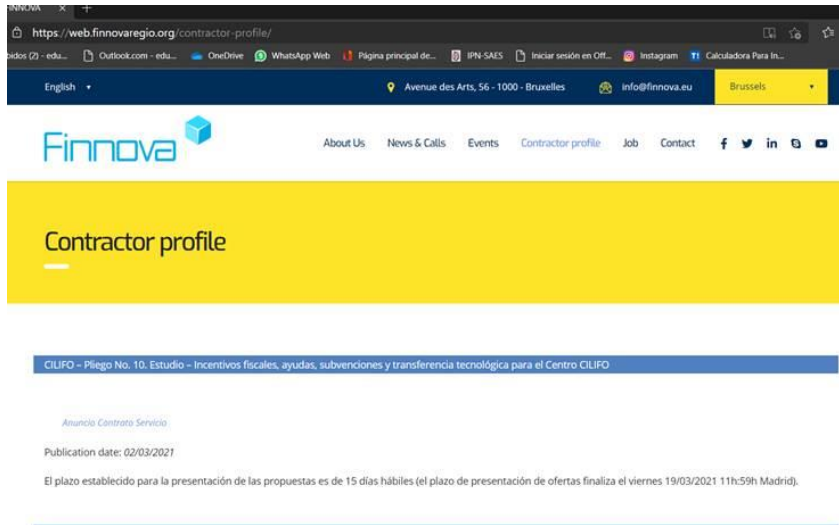 FINNOVA
https://web.finnovaregio.org/contractor-profile/
bidos (2) - edu... Outlook.com - edu... OneDrive WhatsApp Web Página principal de... IPN-SAES Iniciar sesión en Off... Instagram Calculadora Para In...
English Avenue des Arts, 56 - 1000 - Bruxelles info@finnova.eu Brussels
Finnova About Us News & Calls Events Contractor profile Job Contact
Contractor profile
CILIFO – Pliego No. 10. Estudio – Incentivos fiscales, ayudas, subvenciones y transferencia tecnológica para el Centro CILIFO
Anuncio Contrato Servicio
Publication date: 02/03/2021
El plazo establecido para la presentación de las propuestas es de 15 días hábiles (el plazo de presentación de ofertas finaliza el viernes 19/03/2021 11h:59h Madrid).